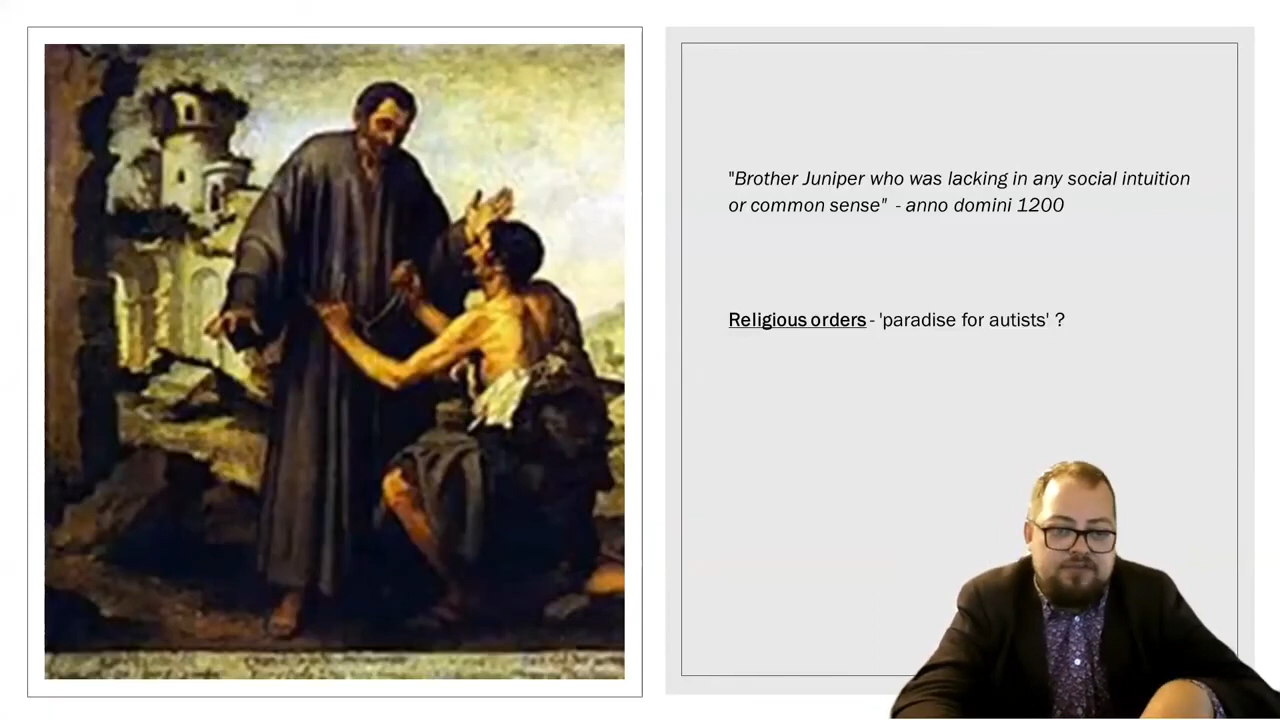 "Brother Juniper who was lacking in any social intuition
or common sense" - anno domini 1200
Religious orders - 'paradise for autists' ?